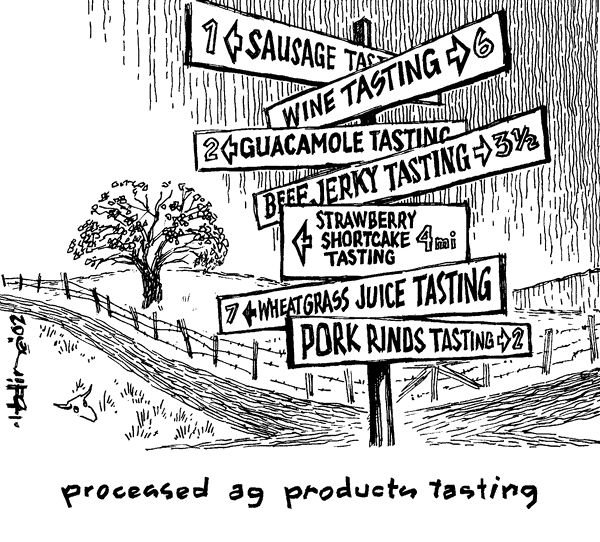 1 ⇦ SAUSAGE TAST
WINE TASTING ⇨ 6
2 ⇦ GUACAMOLE TASTING
BEEF JERKY TASTING ⇨ 3½
⇦ STRAWBERRY
SHORTCAKE 4mi
TASTING
7 ⇦ WHEATGRASS JUICE TASTING
PORK RINDS TASTING ⇨ 2
processed ag products tasting